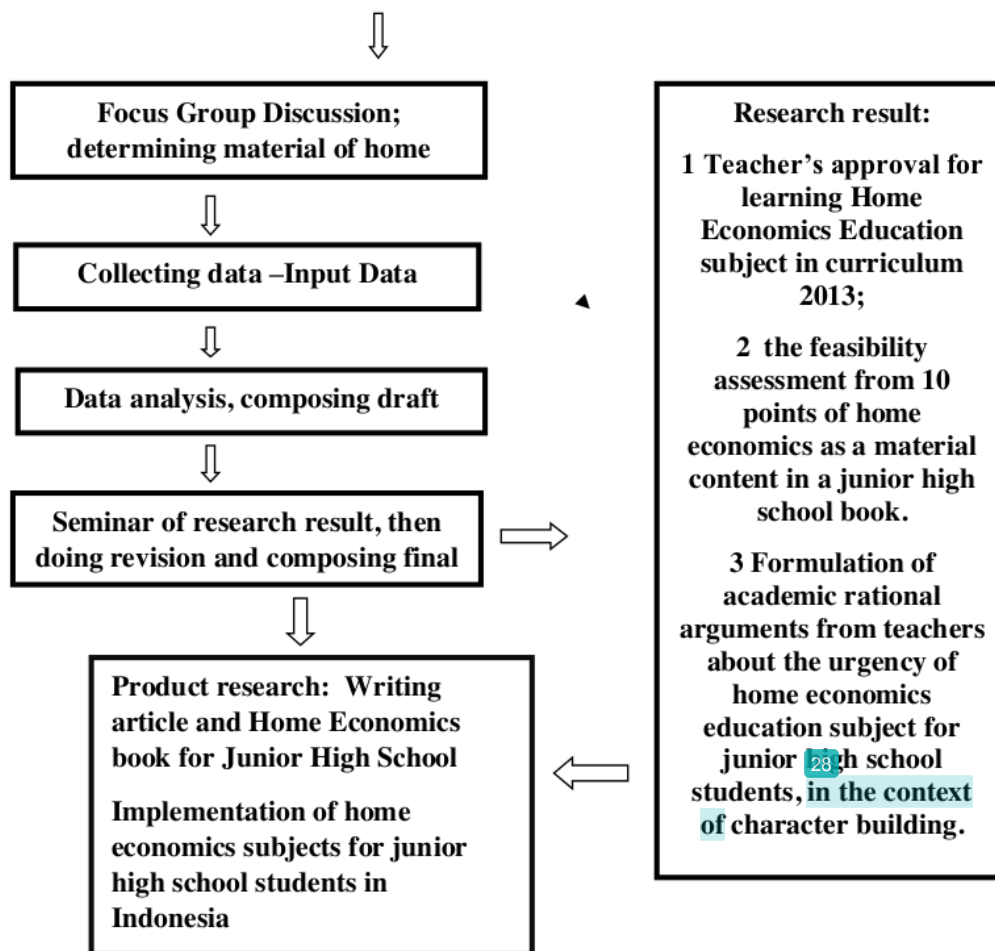 Focus Group Discussion;
determining material of home
Collecting data –Input Data
Data analysis, composing draft
Seminar of research result, then
doing revision and composing final
Product research:  Writing
article and Home Economics
book for Junior High School
Implementation of home
economics subjects for junior
high school students in
Indonesia
Research result:
1 Teacher's approval for
learning Home
Economics Education
subject in curriculum
2013;
2  the feasibility
assessment from 10
points of home
economics as a material
content in a junior high
school book.
3 Formulation of
academic rational
arguments from teachers
about the urgency of
home economics
education subject for
junior high school
28
students, in the context
of character building.